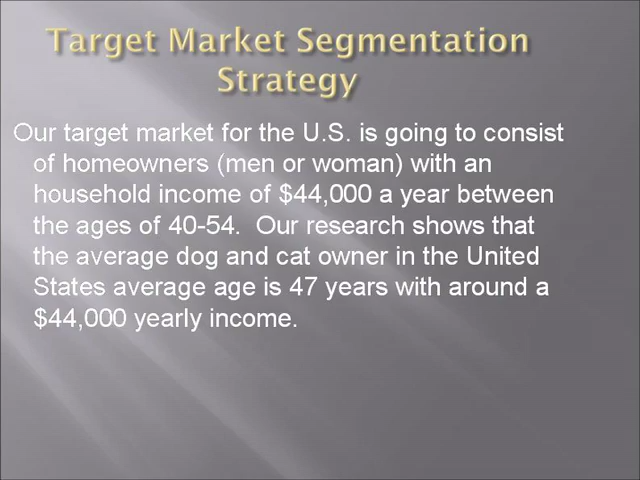 Target Market Segmentation
Strategy
Our target market for the U.S. is going to consist
of homeowners (men or woman) with an
household income of $44,000 a year between
the ages of 40-54.  Our research shows that
the average dog and cat owner in the United
States average age is 47 years with around a
$44,000 yearly income.